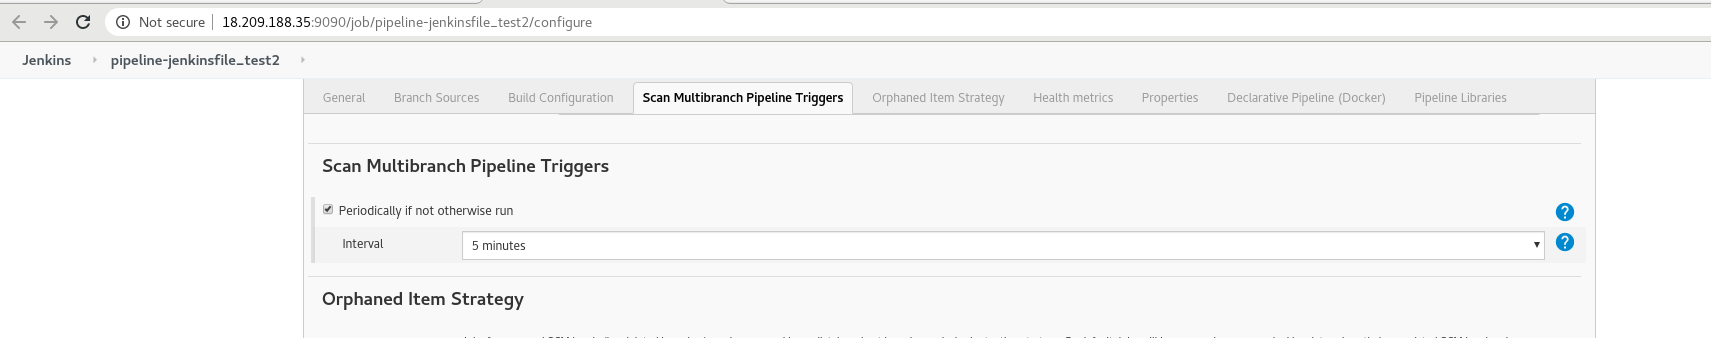 Not secure 18.209.188.35:9090/job/pipeline-jenkinsfile_test2/configure
Jenkins pipeline-jenkinsfile_test2
General Branch Sources Build Configuration Scan Multibranch Pipeline Triggers Orphaned Item Strategy Health metrics Properties Declarative Pipeline (Docker) Pipeline Libraries
Scan Multibranch Pipeline Triggers
Periodically if not otherwise run
?
Interval 5 minutes
?
Orphaned Item Strategy